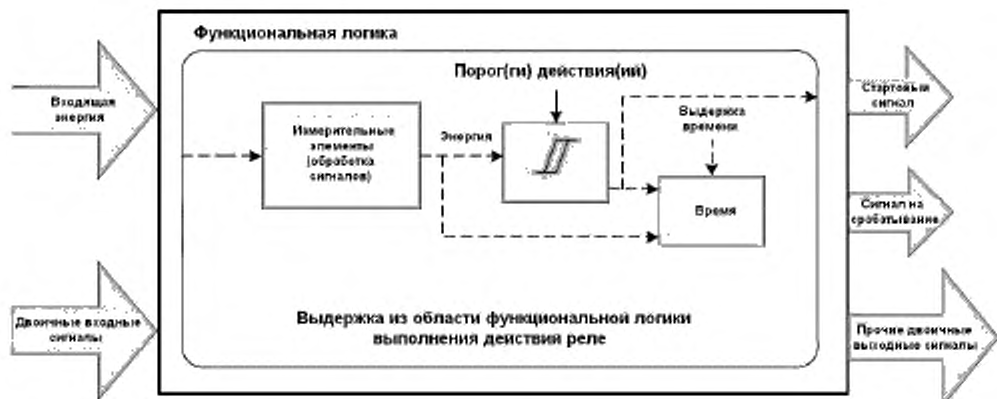 Функциональная логика
Порог(ги) действия(ий)
Входящая
энергия
Измерительные
элементы
(обработка
сигналов)
Энергия
Выдержка
времени
Время
Стартовый
сигнал
Сигнал на
срабатывание
Двоичные входные
сигналы
Выдержка из области функциональной логики
выполнения действия реле
Прочие двоичные
выходные сигналы